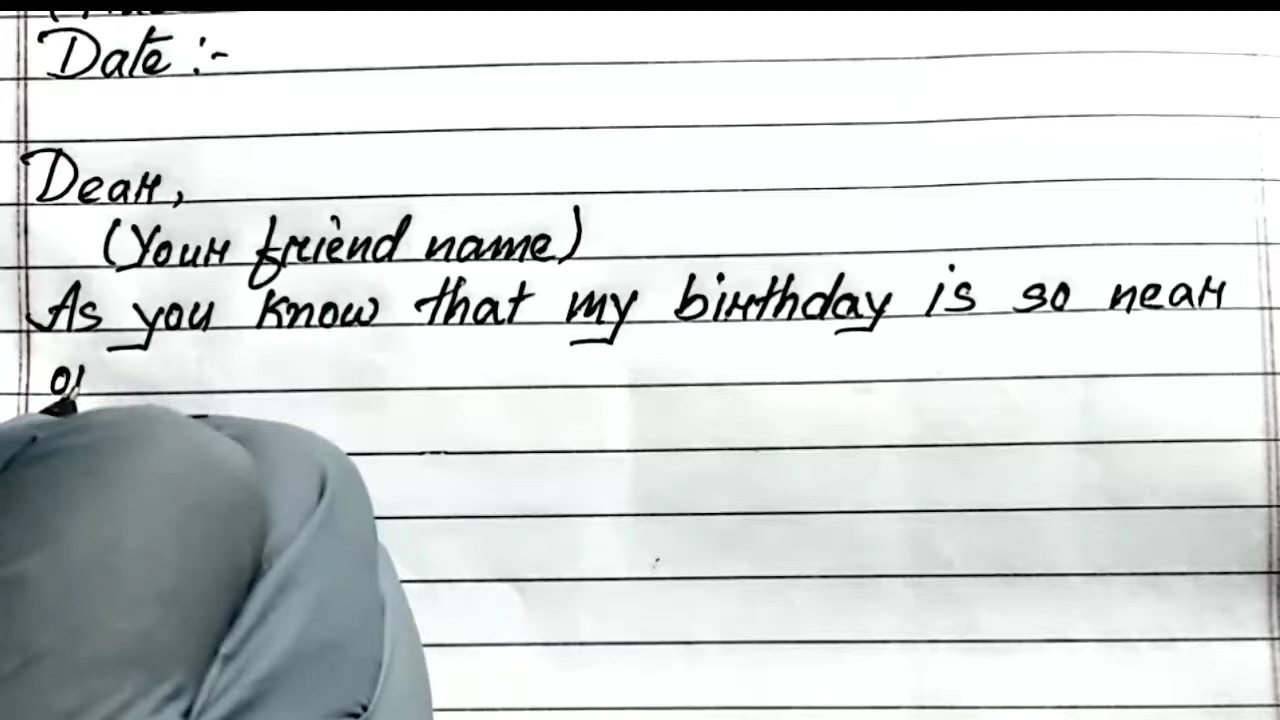 Date :-
Dear,
(Your friend name)
As you know that my birthday is so near